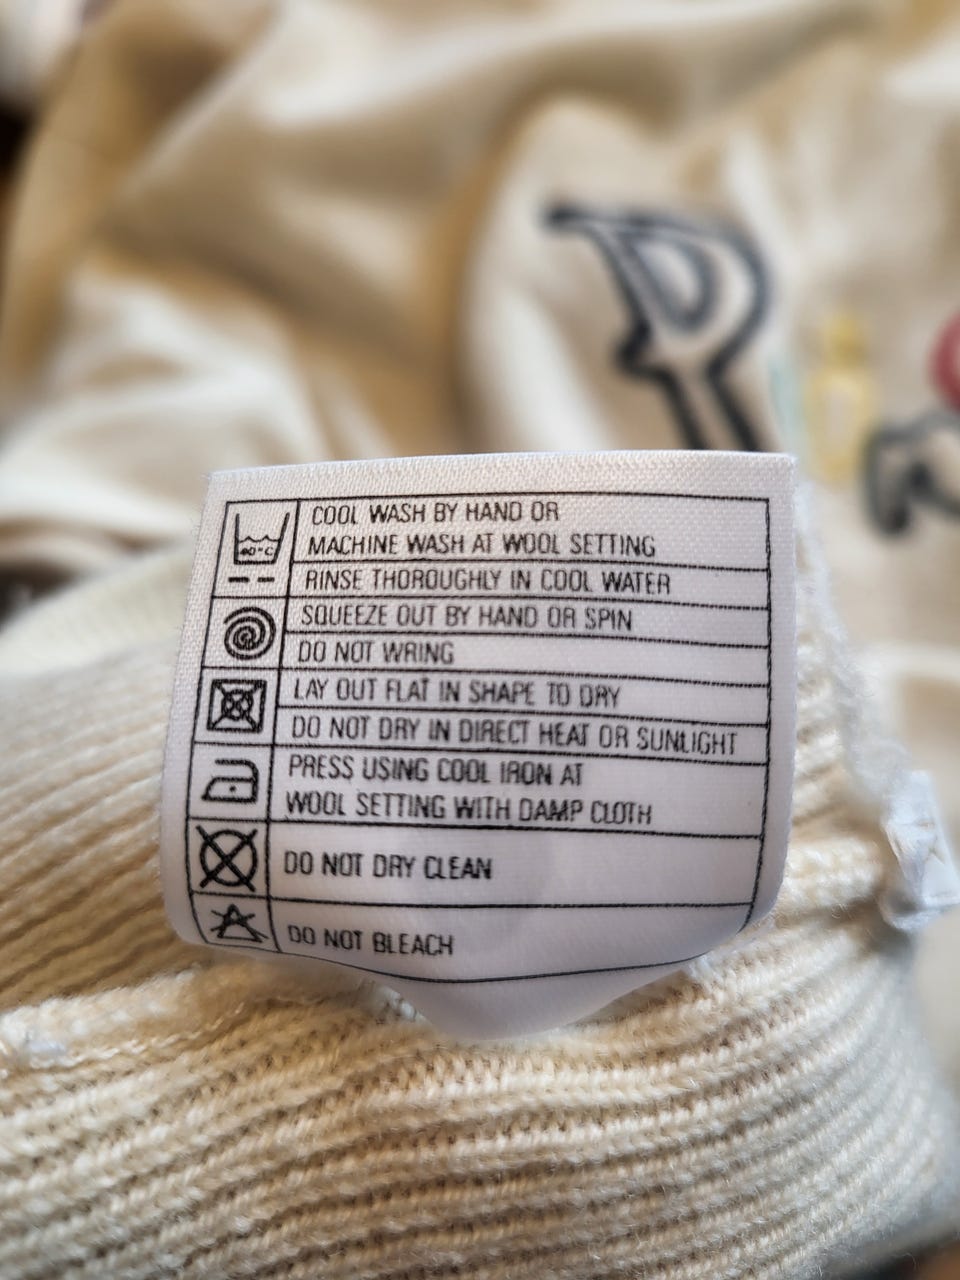 COOL WASH BY HAND OR
MACHINE WASH AT WOOL SETTING
40°C
RINSE THOROUGHLY IN COOL WATER
SQUEEZE OUT BY HAND OR SPIN
DO NOT WRING
LAY OUT FLAT IN SHAPE TO DRY
DO NOT DRY IN DIRECT HEAT OR SUNLIGHT
PRESS USING COOL IRON AT
WOOL SETTING WITH DAMP CLOTH
DO NOT DRY CLEAN
DO NOT BLEACH